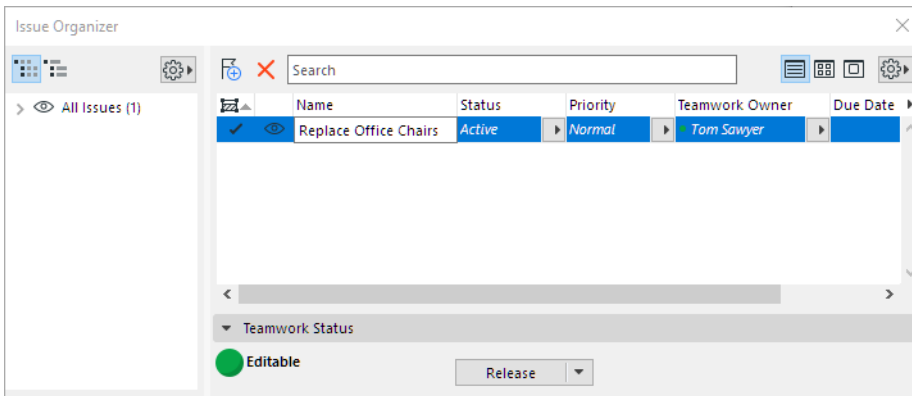 Issue Organizer
Search
All Issues (1)
Name Status Priority Teamwork Owner Due Date
Replace Office Chairs Active Normal Tom Sawyer
Teamwork Status
Editable
Release